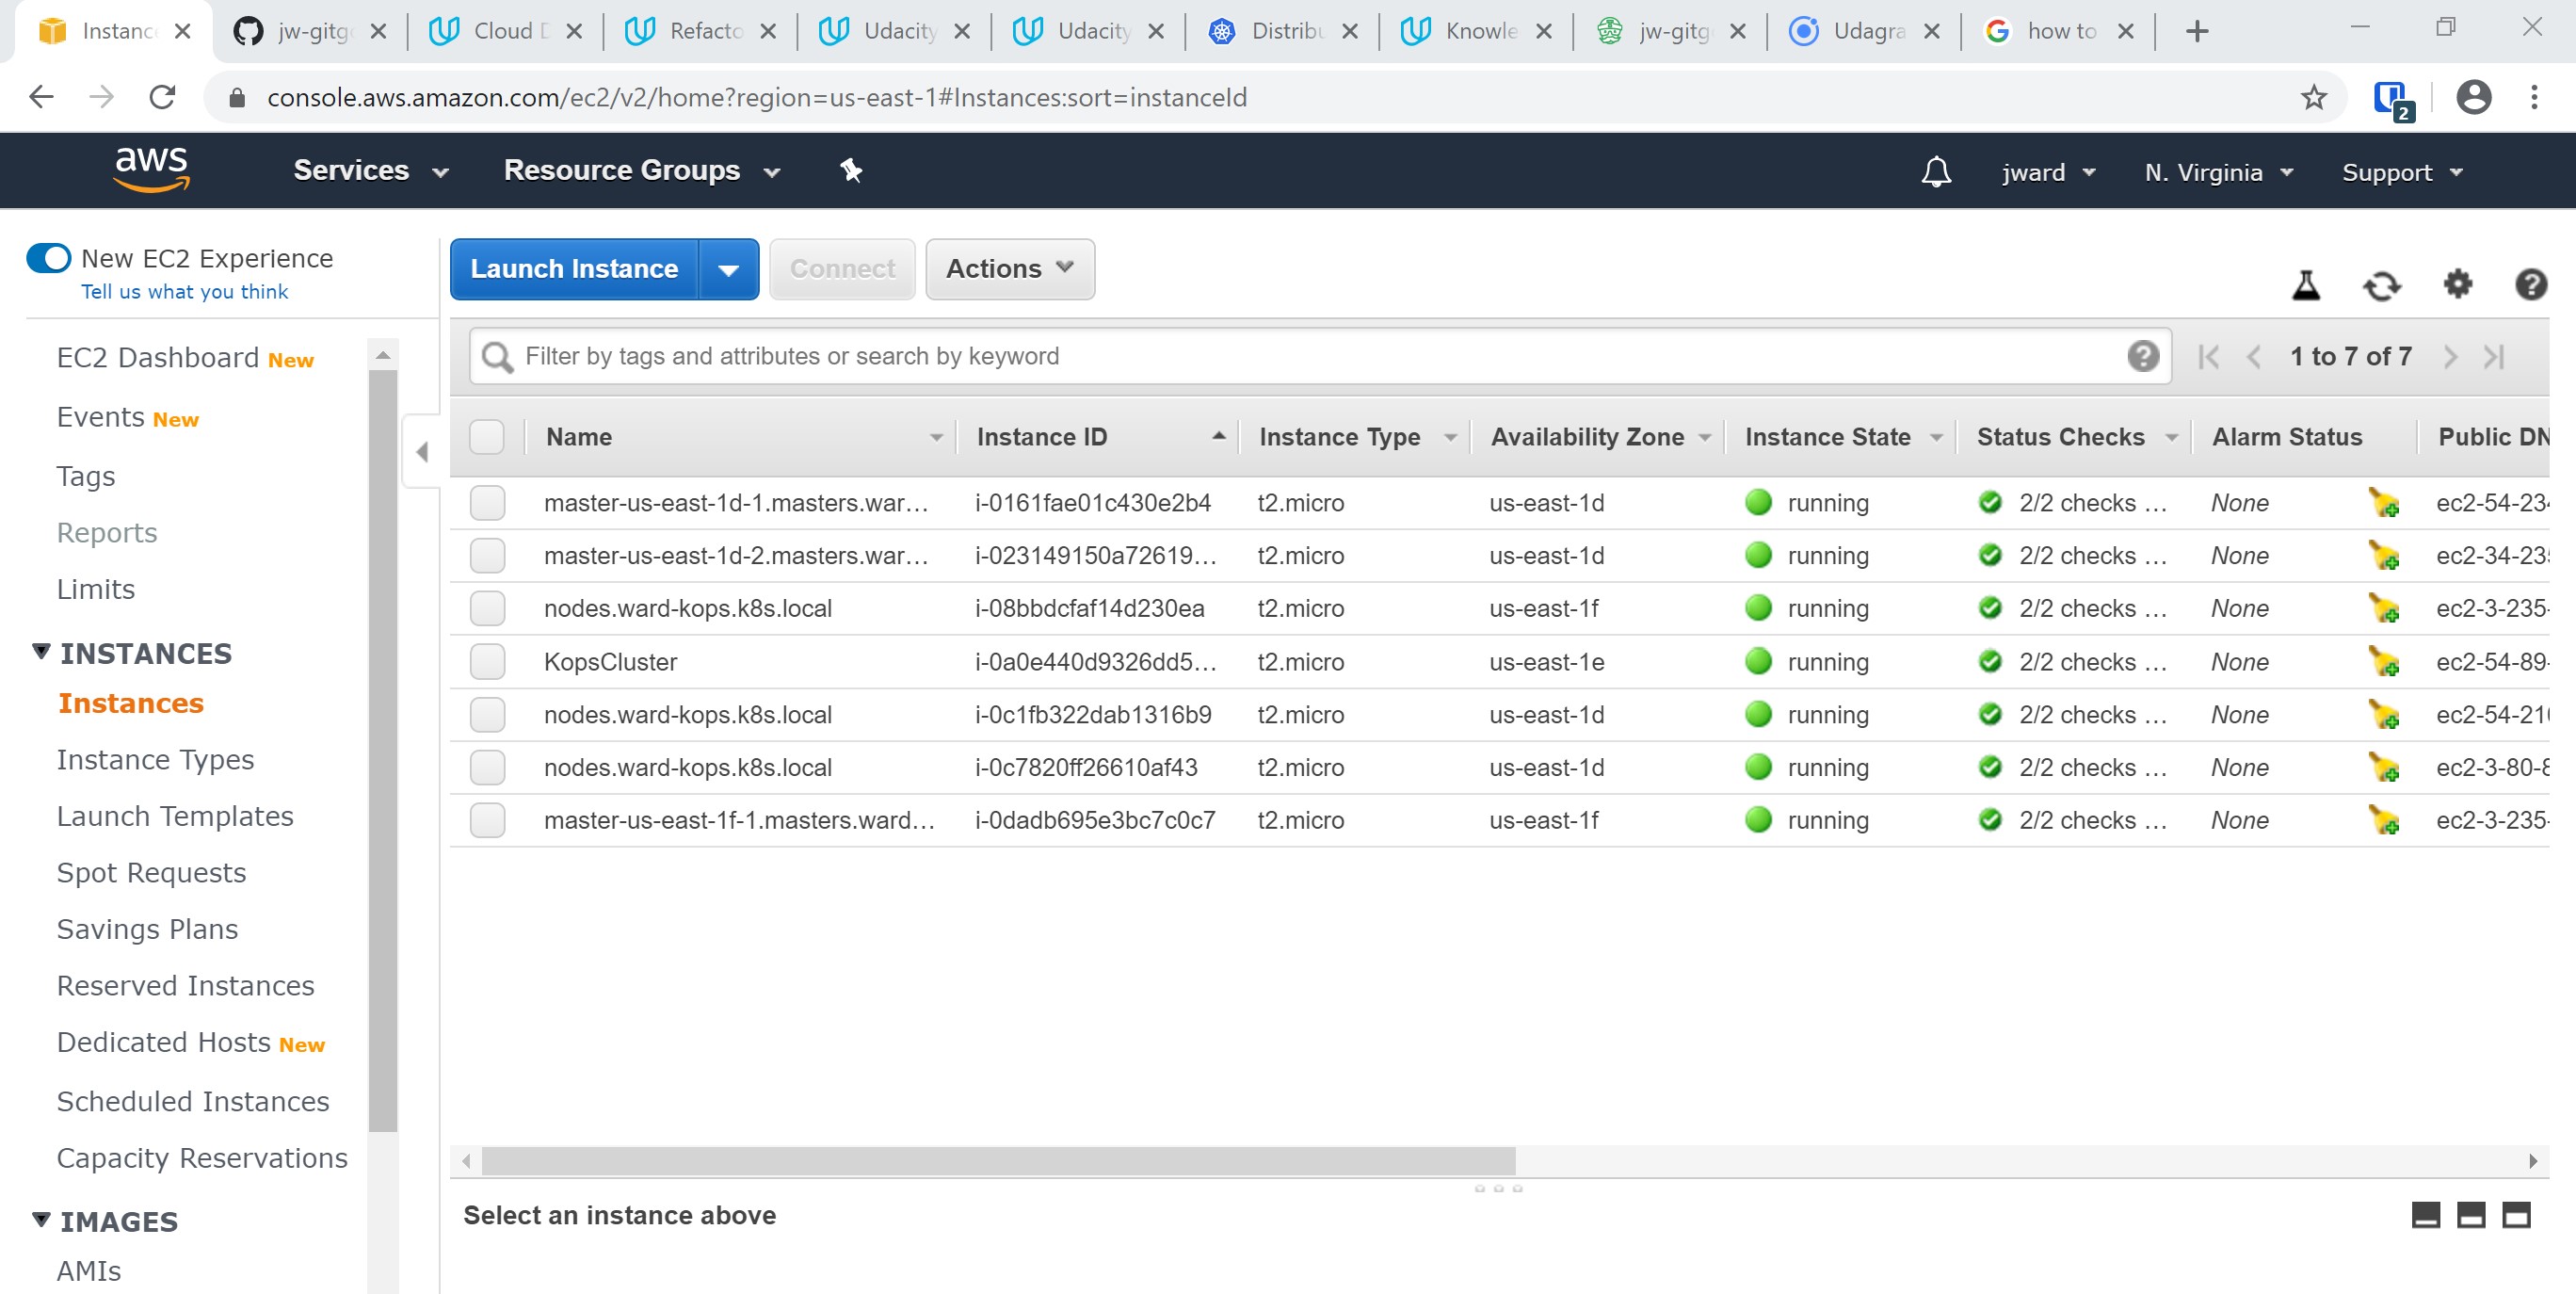 Instanc jw-gitg Cloud D Refacto Udacity Udacity Distribu Knowle jw-gitg Udagra how to
console.aws.amazon.com/ec2/v2/home?region=us-east-1#Instances:sort=instanceId
2
aws Services Resource Groups jward N. Virginia Support
New EC2 Experience
Tell us what you think
EC2 Dashboard New
Events New
Tags
Reports
Limits
INSTANCES
Instances
Instance Types
Launch Templates
Spot Requests
Savings Plans
Reserved Instances
Dedicated Hosts New
Scheduled Instances
Capacity Reservations
IMAGES
AMIs
Launch Instance Connect Actions
Filter by tags and attributes or search by keyword 1 to 7 of 7
Name Instance ID Instance Type Availability Zone Instance State Status Checks Alarm Status Public DN
master-us-east-1d-1.masters.war... i-0161fae01c430e2b4 t2.micro us-east-1d running 2/2 checks ... None ec2-54-234
master-us-east-1d-2.masters.war... i-023149150a72619... t2.micro us-east-1d running 2/2 checks ... None ec2-34-235
nodes.ward-kops.k8s.local i-08bbdcfaf14d230ea t2.micro us-east-1f running 2/2 checks ... None ec2-3-235-
KopsCluster i-0a0e440d9326dd5... t2.micro us-east-1e running 2/2 checks ... None ec2-54-89-
nodes.ward-kops.k8s.local i-0c1fb322dab1316b9 t2.micro us-east-1d running 2/2 checks ... None ec2-54-210
nodes.ward-kops.k8s.local i-0c7820ff26610af43 t2.micro us-east-1d running 2/2 checks ... None ec2-3-80-8
master-us-east-1f-1.masters.ward... i-0dadb695e3bc7c0c7 t2.micro us-east-1f running 2/2 checks ... None ec2-3-235-
Select an instance above